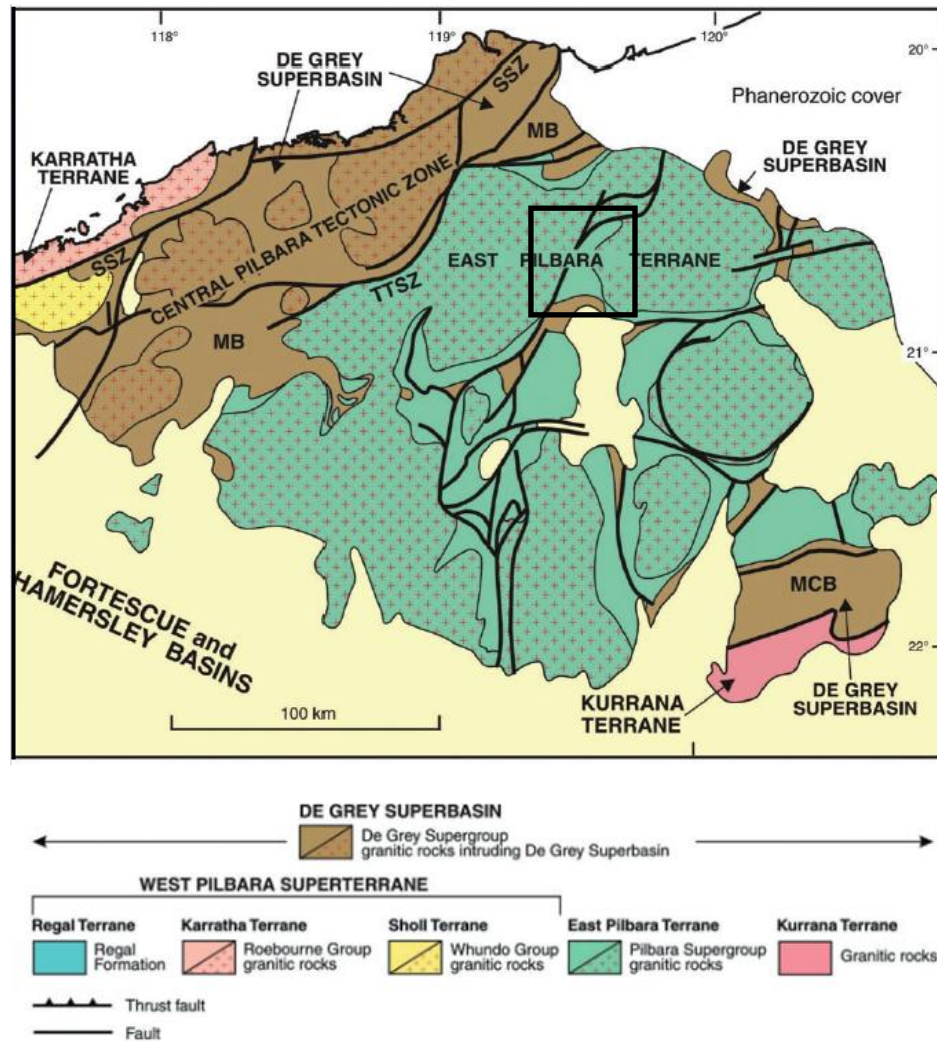 118°
119°
120°
20°
DE GREY
SUPERBASIN
SSZ
MB
Phanerozoic cover
DE GREY
SUPERBASIN
KARRATHA
TERRANE
SSZ
CENTRAL PILBARA TECTONIC ZONE
EAST PILBARA TERRANE
TTSZ
MB
21°
FORTESCUE and
HAMERSLEY BASINS
MCB
22°
100 km
KURRANA
TERRANE
DE GREY
SUPERBASIN
DE GREY SUPERBASIN
De Grey Supergroup
granitic rocks intruding De Grey Superbasin
WEST PILBARA SUPERTERRANE
Regal Terrane Karratha Terrane Sholl Terrane East Pilbara Terrane Kurrana Terrane
Regal Roebourne Group Whundo Group Pilbara Supergroup Granitic rocks
Formation granitic rocks granitic rocks granitic rocks
Thrust fault
Fault